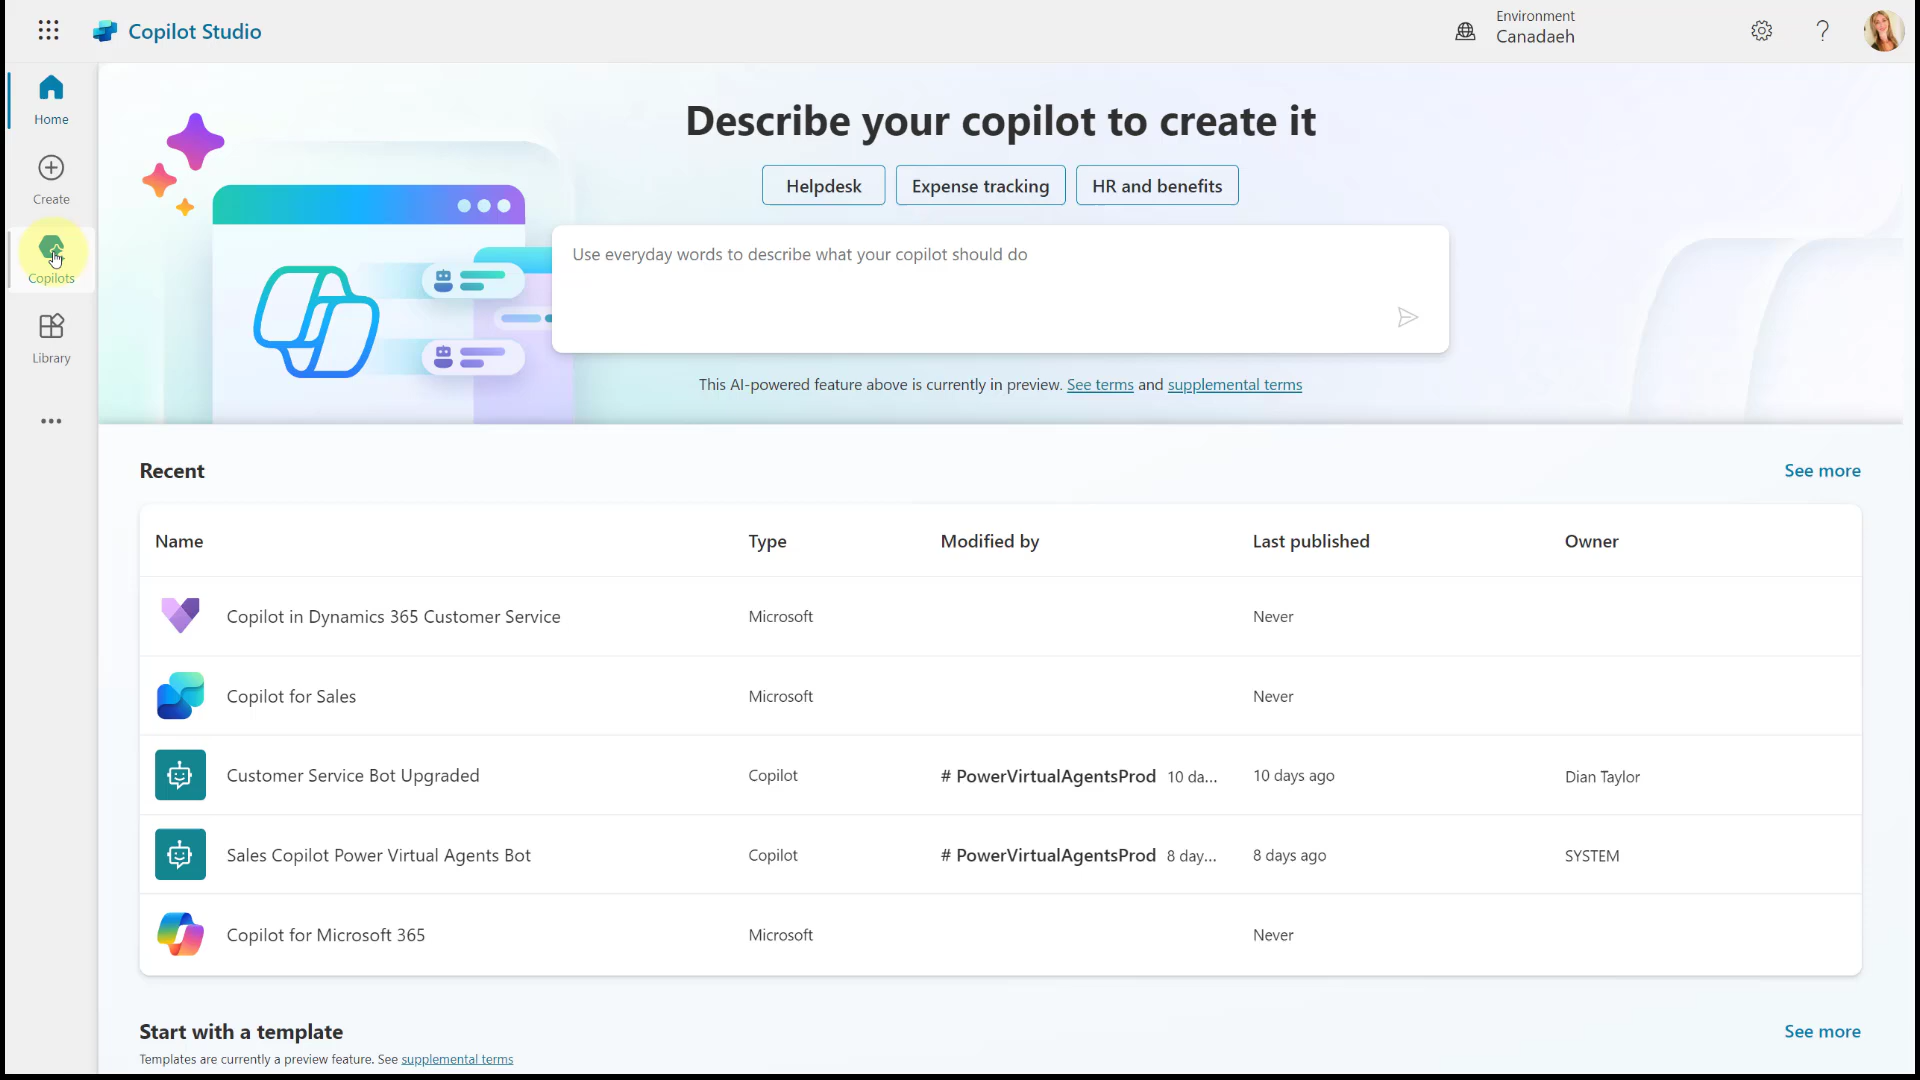 Copilot Studio
Environment
Canadaeh
Home
Create
Copilots
Library
Describe your copilot to create it
Helpdesk
Expense tracking
HR and benefits
Use everyday words to describe what your copilot should do
This AI-powered feature above is currently in preview. See terms and supplemental terms
Recent
See more
Name Type Modified by Last published Owner
Copilot in Dynamics 365 Customer Service Microsoft Never
Copilot for Sales Microsoft Never
Customer Service Bot Upgraded Copilot # PowerVirtualAgentsProd 10 da... 10 days ago Dian Taylor
Sales Copilot Power Virtual Agents Bot Copilot # PowerVirtualAgentsProd 8 day... 8 days ago SYSTEM
Copilot for Microsoft 365 Microsoft Never
Start with a template
See more
Templates are currently a preview feature. See supplemental terms